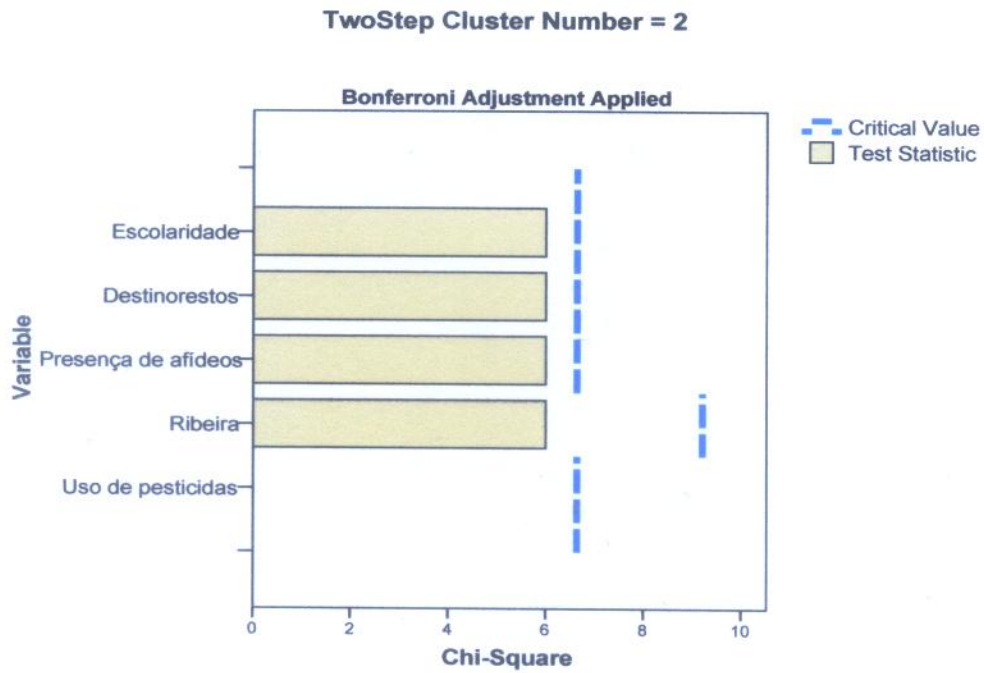 TwoStep Cluster Number = 2
Bonferroni Adjustment Applied
Critical Value
Test Statistic
Variable
Escolaridade
Destinorestos
Presença de afídeos
Ribeira
Uso de pesticidas
0 2 4 6 8 10
Chi-Square